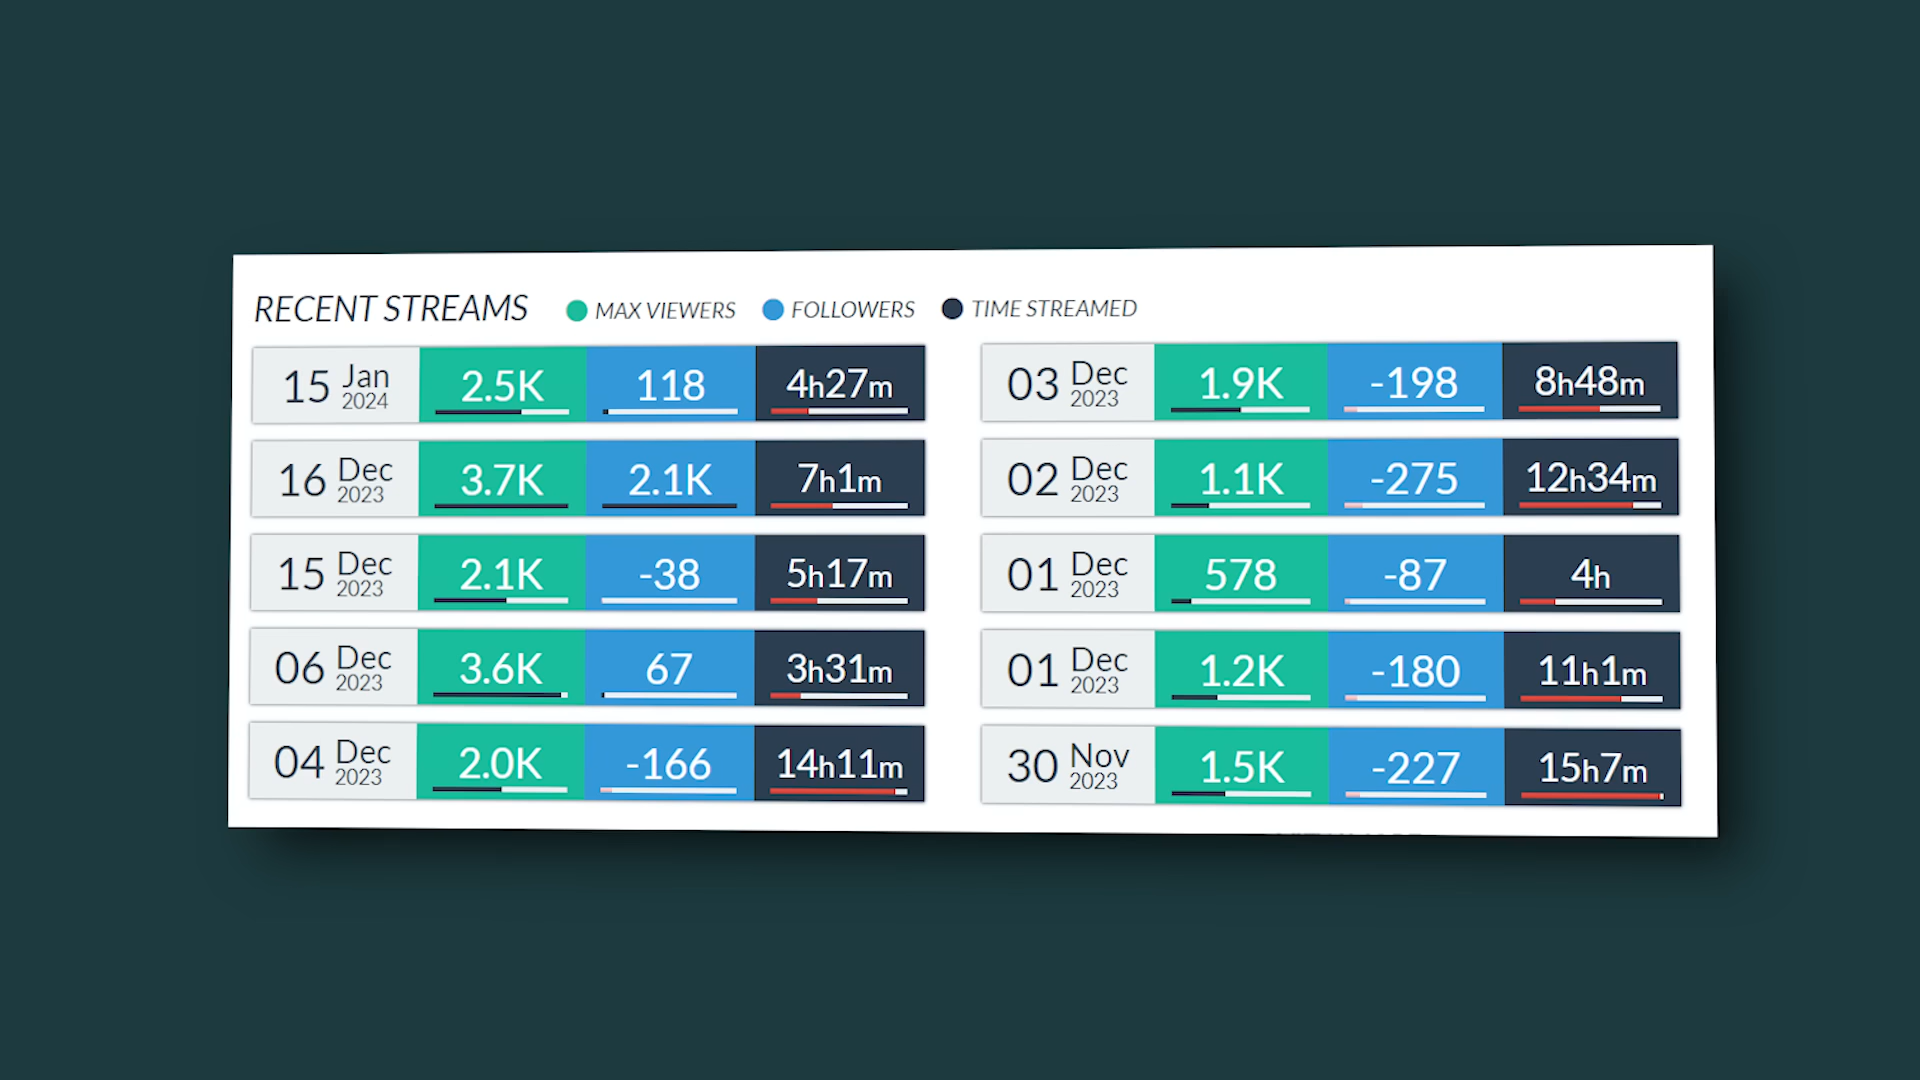 RECENT STREAMS MAX VIEWERS FOLLOWERS TIME STREAMED
15 Jan 2024 2.5K 118 4h27m
16 Dec 2023 3.7K 2.1K 7h1m
15 Dec 2023 2.1K -38 5h17m
06 Dec 2023 3.6K 67 3h31m
04 Dec 2023 2.0K -166 14h11m
03 Dec 2023 1.9K -198 8h48m
02 Dec 2023 1.1K -275 12h34m
01 Dec 2023 578 -87 4h
01 Dec 2023 1.2K -180 11h1m
30 Nov 2023 1.5K -227 15h7m